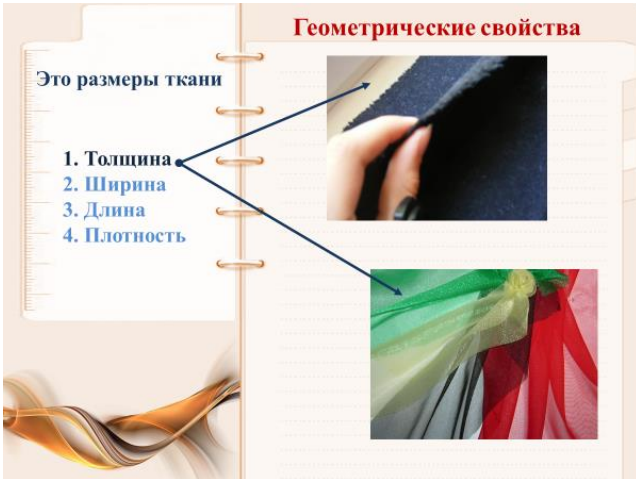 Геометрические свойства
Это размеры ткани
1. Толщина
2. Ширина
3. Длина
4. Плотность